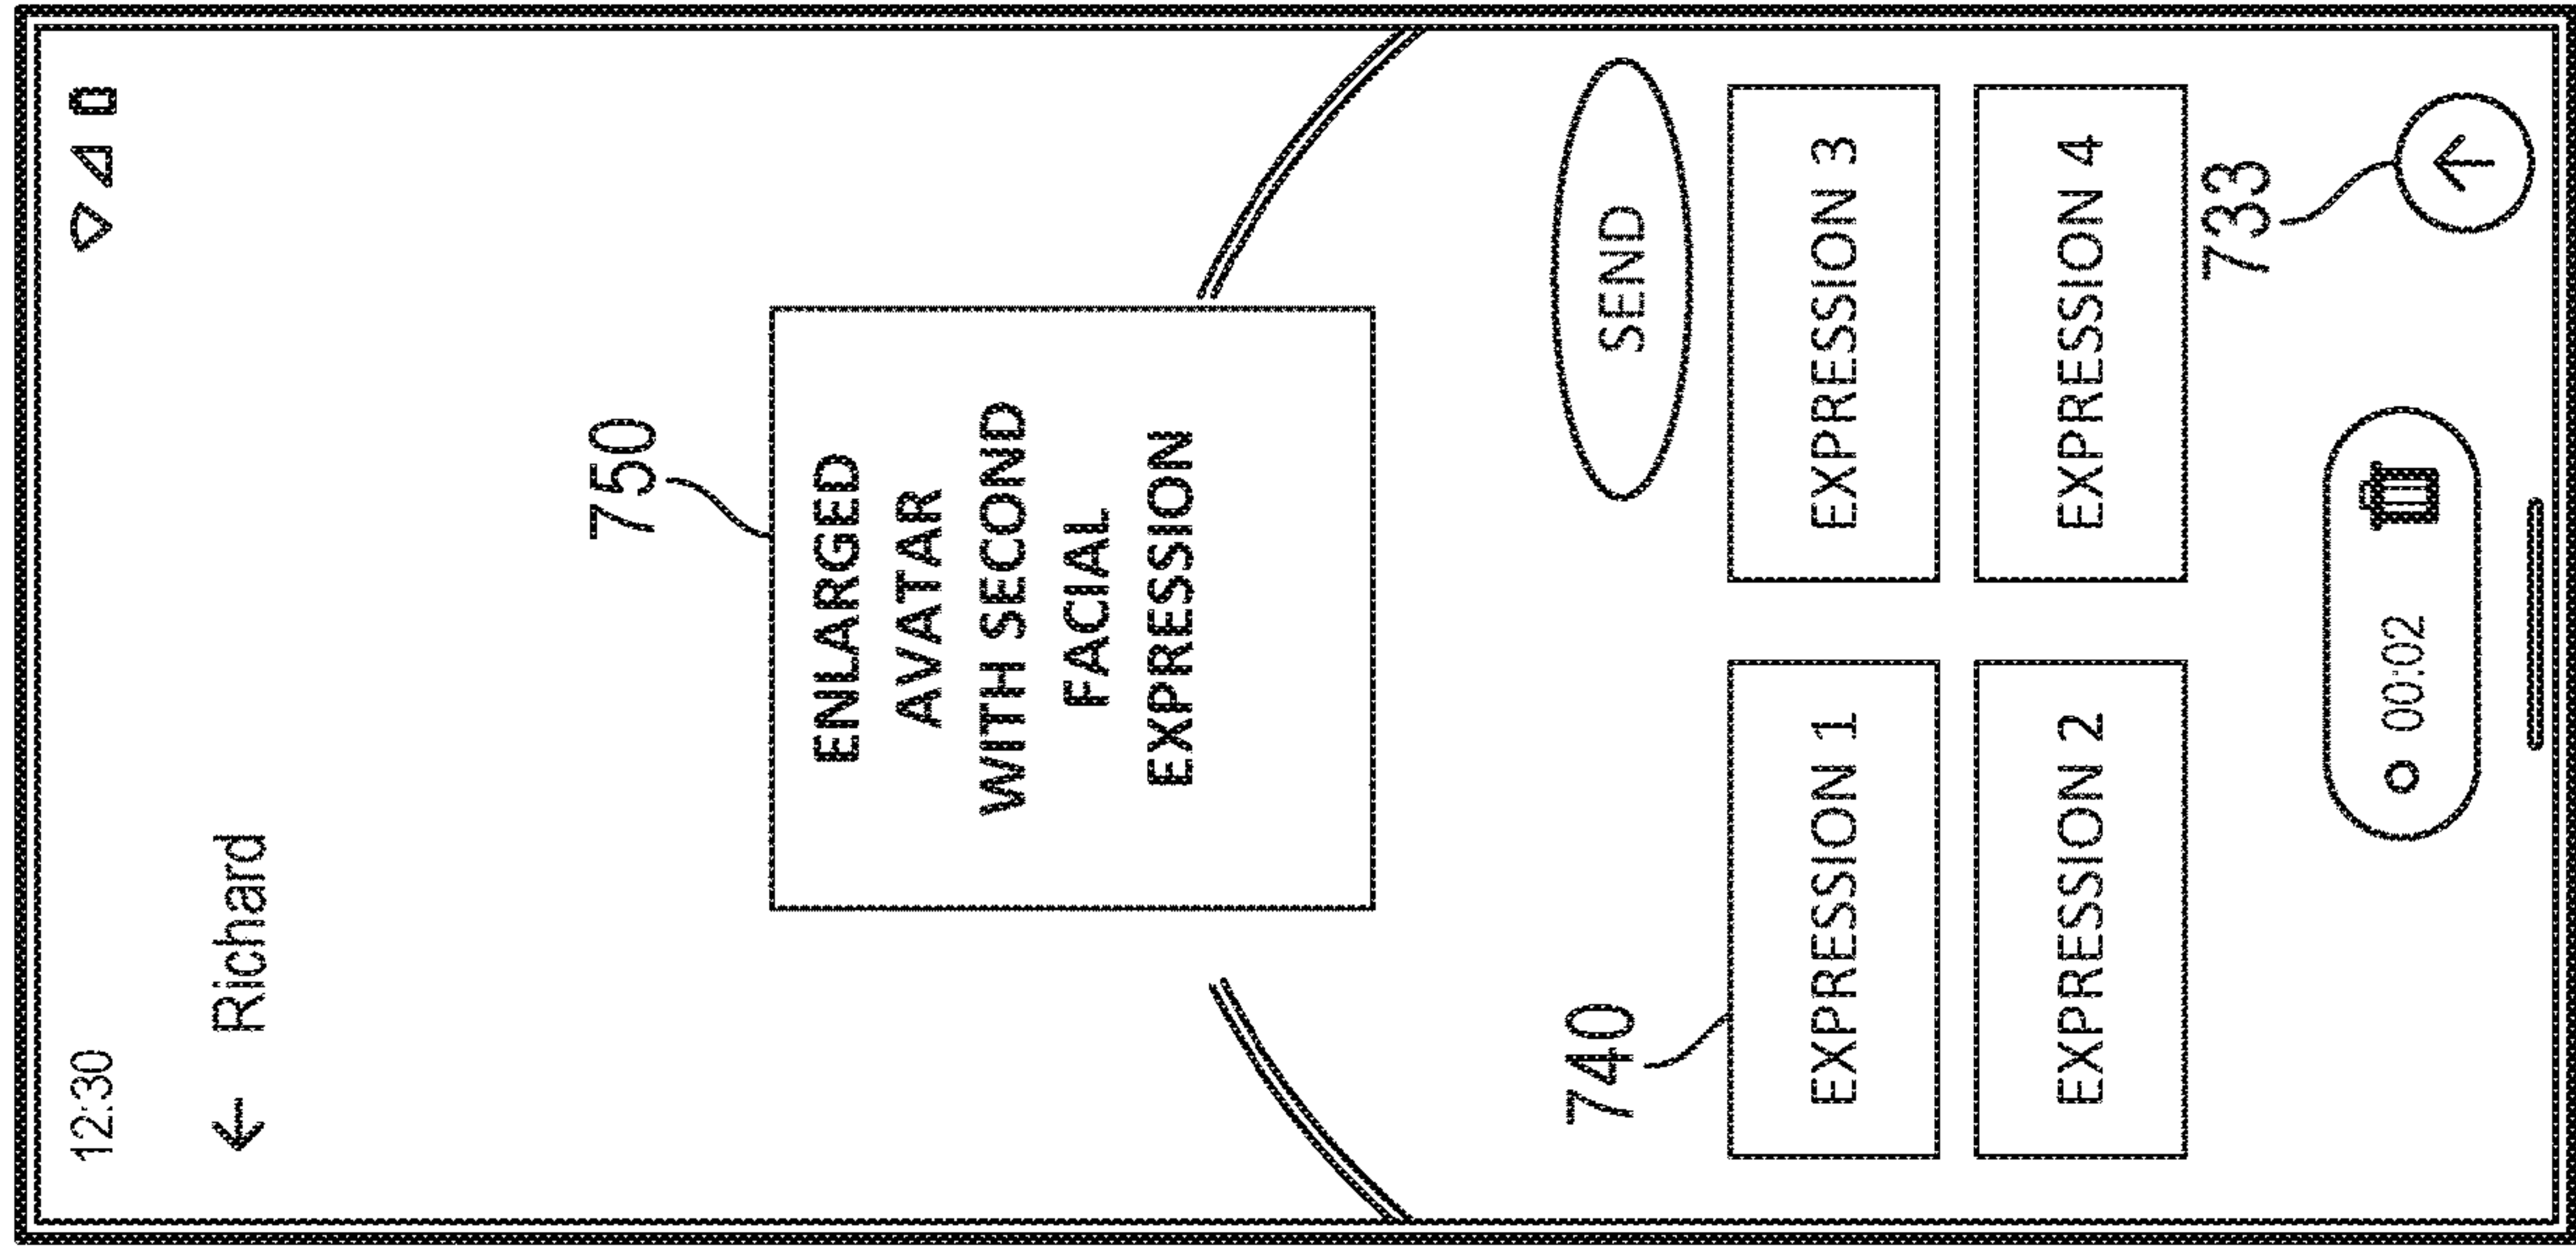 12:30
Richard
750
ENLARGED
AVATAR
WITH SECOND
FACIAL
EXPRESSION
740
SEND
EXPRESSION 1
EXPRESSION 3
EXPRESSION 2
EXPRESSION 4
733
00:02